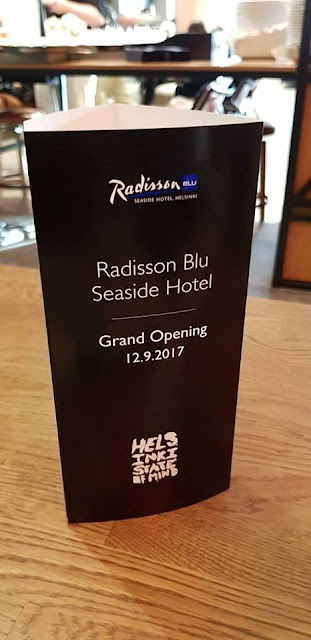 Radisson BLU
SEASIDE HOTEL, HELSINKI
Radisson Blu
Seaside Hotel
Grand Opening
12.9.2017
HELS
INKI
STATE
OF MIND